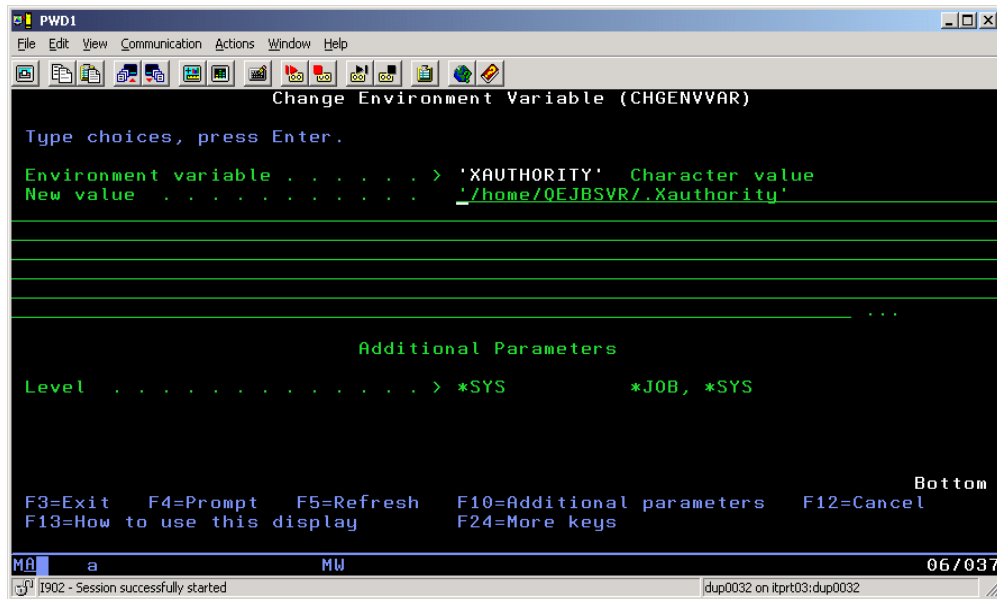 PWD1
File Edit View Communication Actions Window Help
Change Environment Variable (CHGENVVAR)
Type choices, press Enter.
Environment variable . . . . . . > 'XAUTHORITY' Character value
New value . . . . . . . . . . . '/home/QEJBSVR/.Xauthority'
...
Additional Parameters
Level . . . . . . . . . . . . . > *SYS *JOB, *SYS
Bottom
F3=Exit F4=Prompt F5=Refresh F10=Additional parameters F12=Cancel
F13=How to use this display F24=More keys
MA a MW 06/037
I902 - Session successfully started dup0032 on itprt03:dup0032